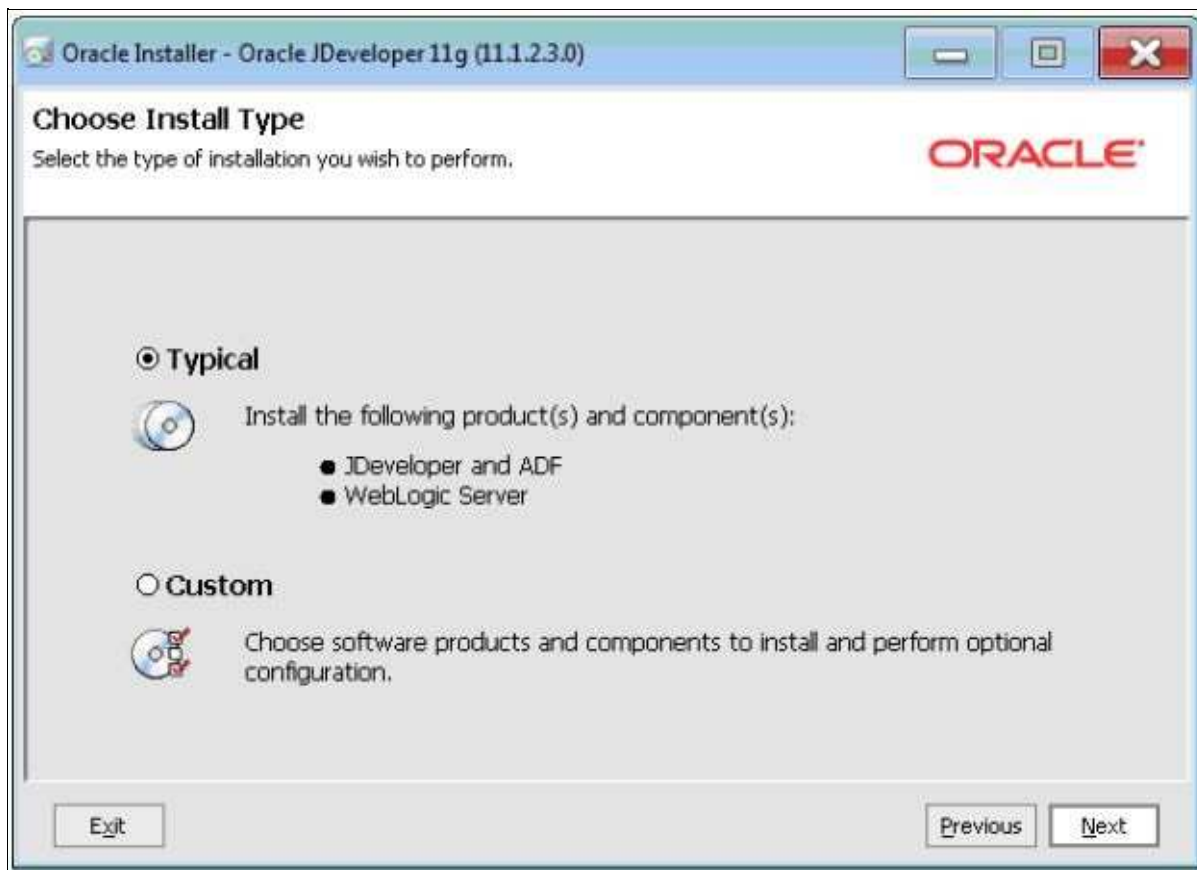 Oracle Installer - Oracle JDeveloper 11g (11.1.2.3.0)
Choose Install Type
Select the type of installation you wish to perform.
ORACLE
Typical
Install the following product(s) and component(s):
JDeveloper and ADF
WebLogic Server
Custom
Choose software products and components to install and perform optional
configuration.
Exit
Previous
Next